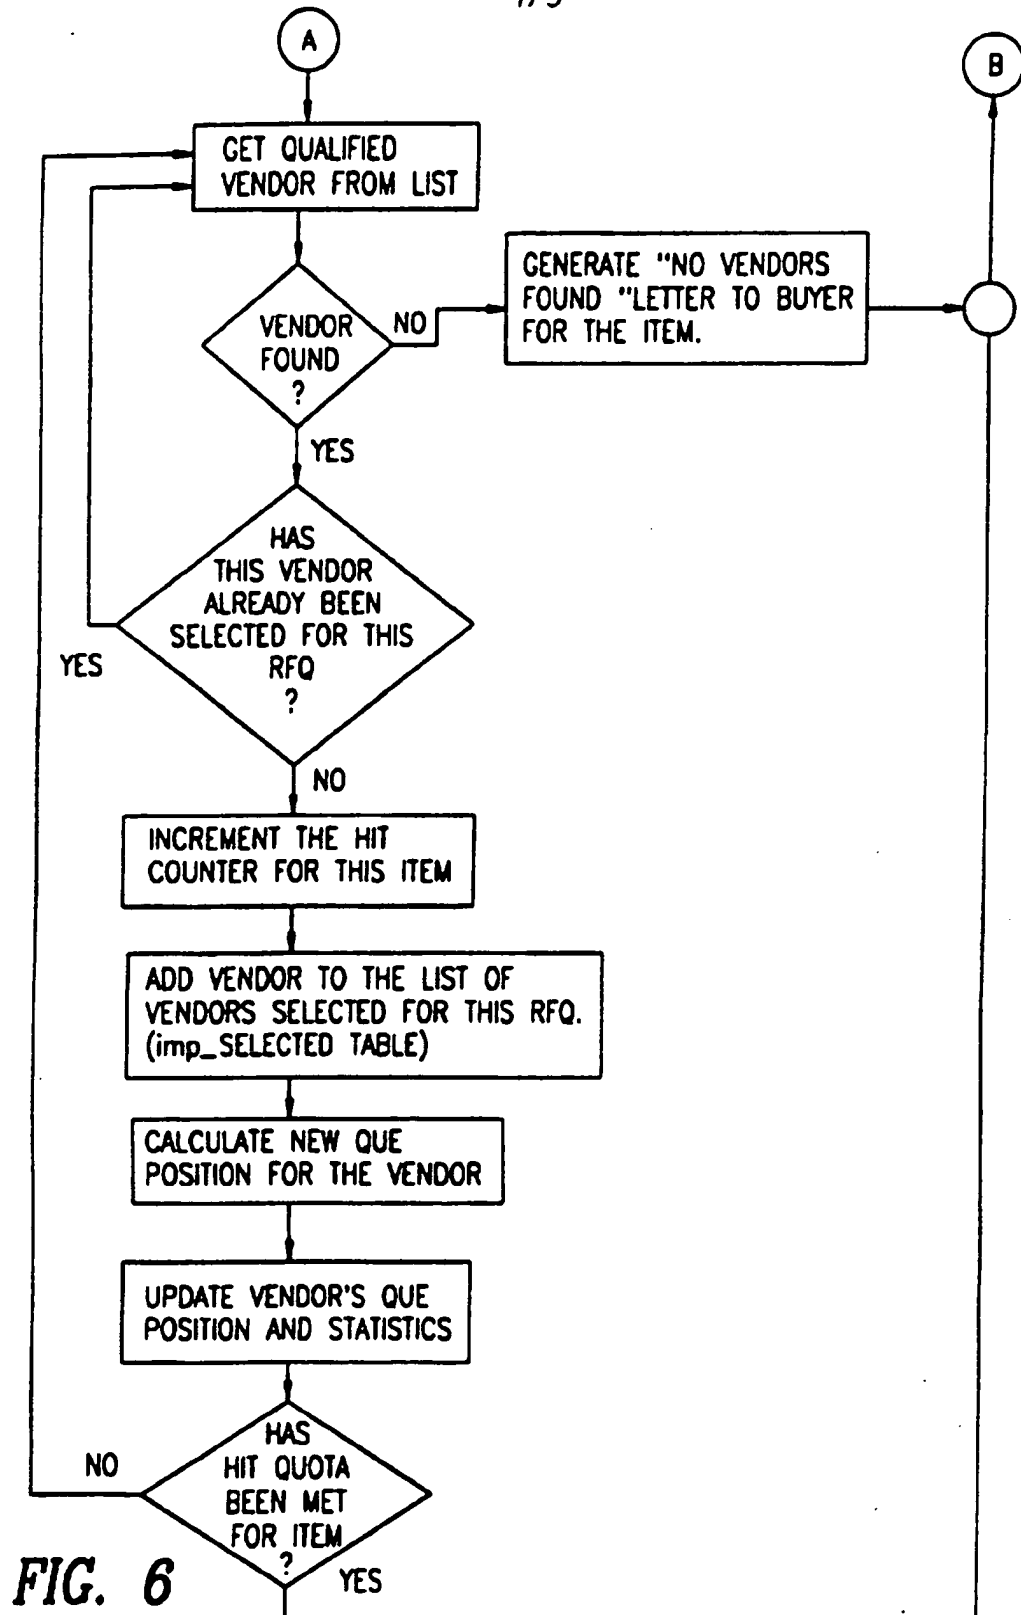 A
B
GET QUALIFIED
VENDOR FROM LIST
GENERATE "NO VENDORS
FOUND "LETTER TO BUYER
FOR THE ITEM.
VENDOR
FOUND
?
NO
YES
HAS
THIS VENDOR
ALREADY BEEN
SELECTED FOR THIS
RFQ
?
YES
NO
INCREMENT THE HIT
COUNTER FOR THIS ITEM
ADD VENDOR TO THE LIST OF
VENDORS SELECTED FOR THIS RFQ.
(imp_SELECTED TABLE)
CALCULATE NEW QUE
POSITION FOR THE VENDOR
UPDATE VENDOR'S QUE
POSITION AND STATISTICS
HAS
HIT QUOTA
BEEN MET
FOR ITEM
?
NO
YES
FIG. 6